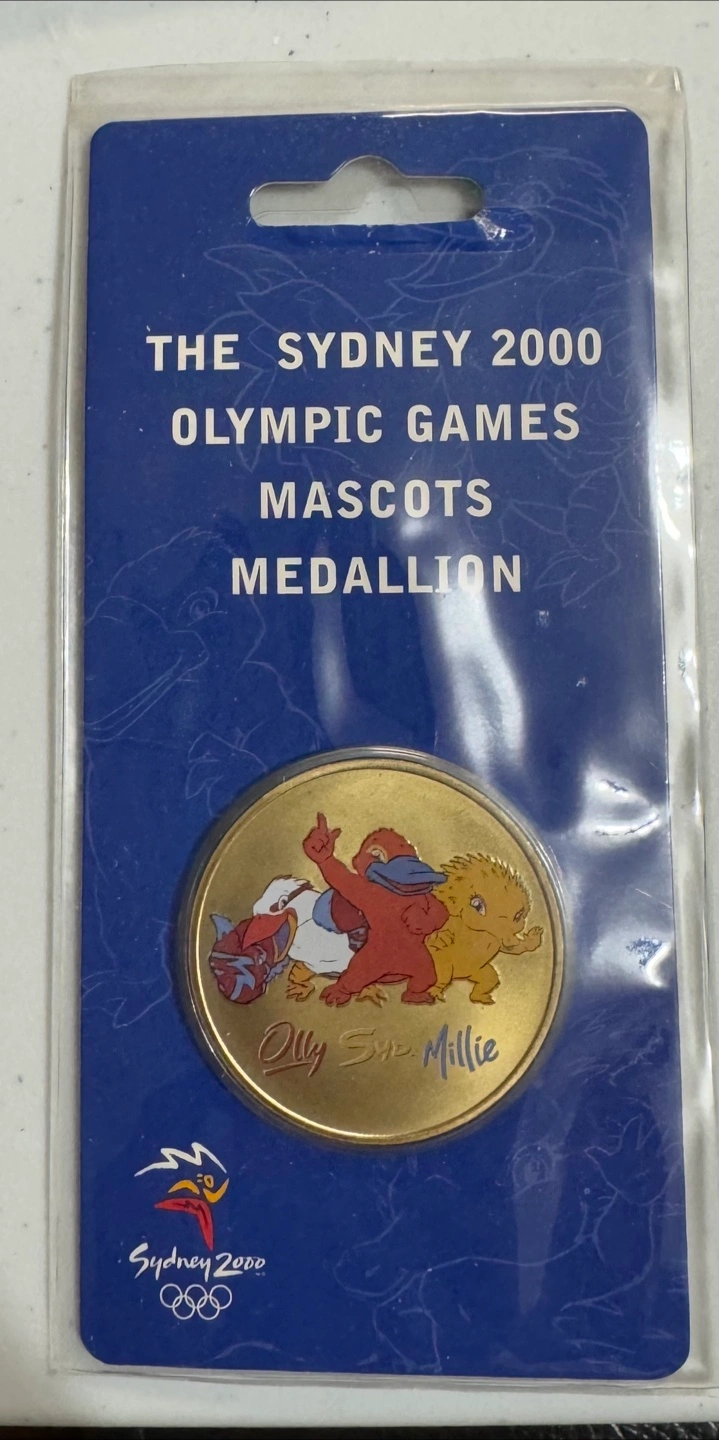 THE SYDNEY 2000
OLYMPIC GAMES
MASCOTS
MEDALLION
Olly Syd. Millie
Sydney 2000